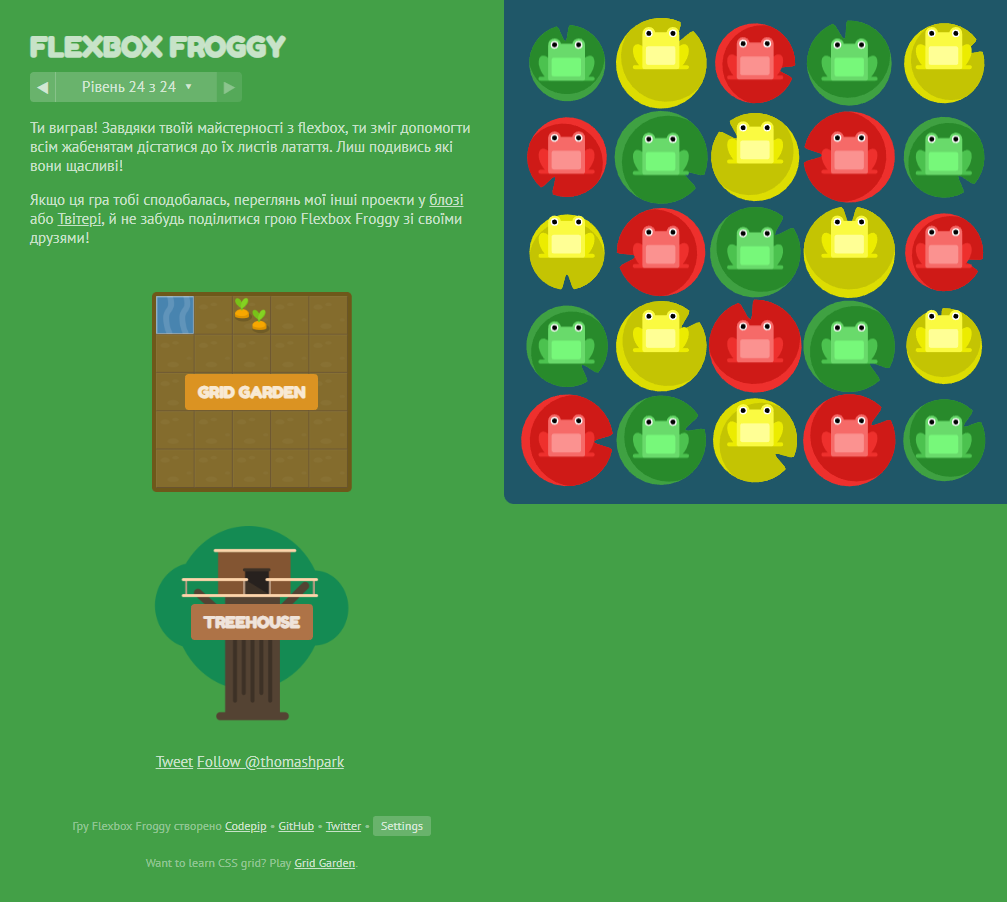 FLEXBOX FROGGY
◀ Рівень 24 з 24 ▼ ▶
Ти виграв! Завдяки твоїй майстерності з flexbox, ти зміг допомогти
всім жабенятам дістатися до їх листів латаття. Лиш подивись які
вони щасливі!
Якщо ця гра тобі сподобалась, переглянь мої інші проекти у блозі
або Твітері, й не забудь поділитися грою Flexbox Froggy зі своїми
друзями!
GRID GARDEN
TREEHOUSE
Tweet Follow @thomashpark
Гру Flexbox Froggy створено Codepip • GitHub • Twitter • Settings
Want to learn CSS grid? Play Grid Garden.